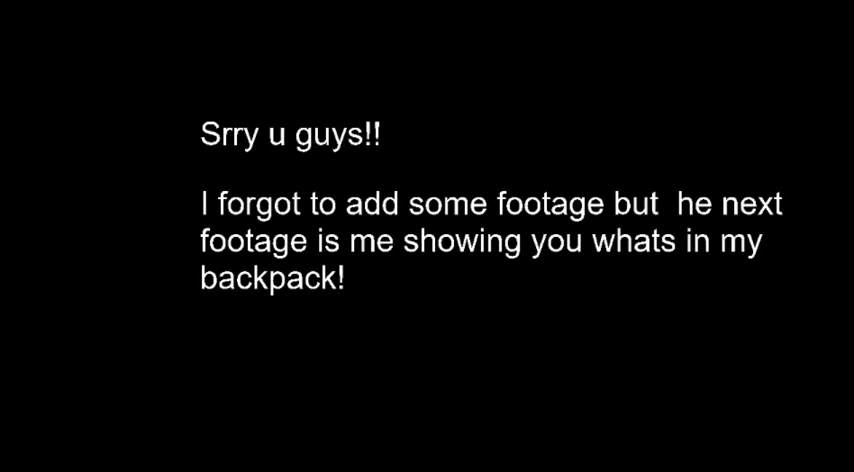 Srry u guys!!
I forgot to add some footage but  he next
footage is me showing you whats in my
backpack!